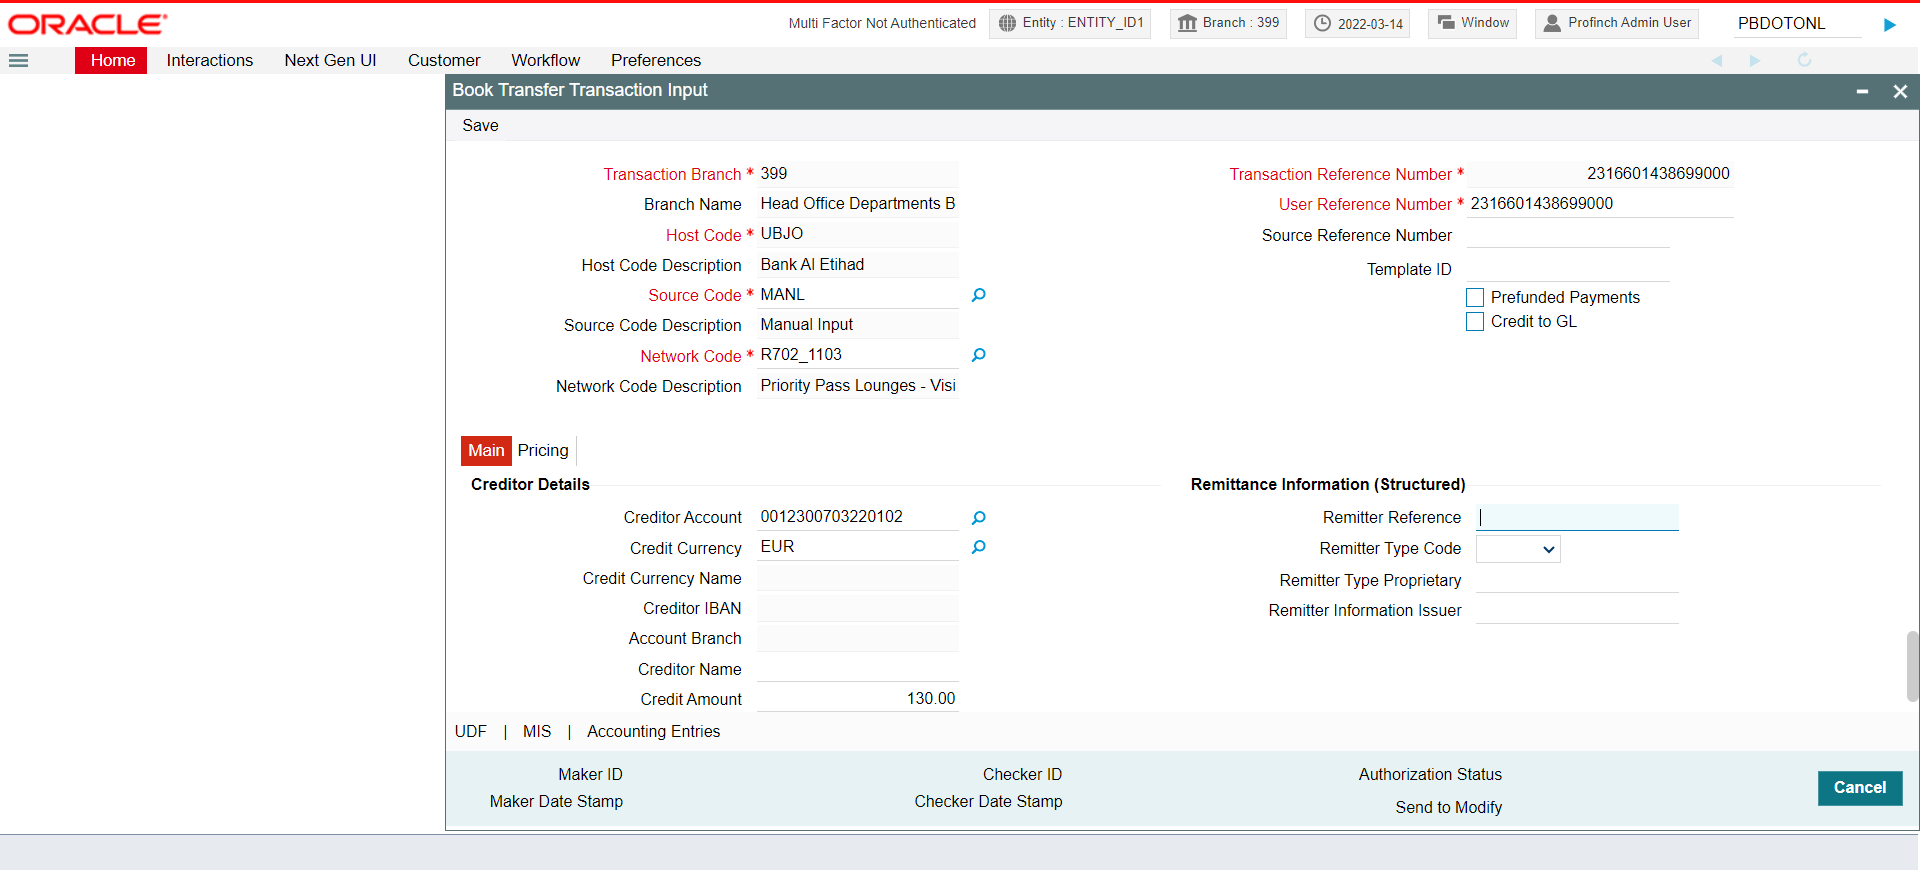 ORACLE
Multi Factor Not Authenticated
Entity : ENTITY_ID1
Branch : 399
2022-03-14
Window
Profinch Admin User
PBDOTONL
Home
Interactions
Next Gen UI
Customer
Workflow
Preferences
Book Transfer Transaction Input
Save
Transaction Branch * 399
Branch Name Head Office Departments B
Host Code * UBJO
Host Code Description Bank Al Etihad
Source Code * MANL
Source Code Description Manual Input
Network Code * R702_1103
Network Code Description Priority Pass Lounges - Visi
Transaction Reference Number * 2316601438699000
User Reference Number * 2316601438699000
Source Reference Number
Template ID
Prefunded Payments
Credit to GL
Main
Pricing
Creditor Details
Creditor Account 0012300703220102
Credit Currency EUR
Credit Currency Name
Creditor IBAN
Account Branch
Creditor Name
Credit Amount 130.00
Remittance Information (Structured)
Remitter Reference
Remitter Type Code
Remitter Type Proprietary
Remitter Information Issuer
UDF | MIS | Accounting Entries
Maker ID
Maker Date Stamp
Checker ID
Checker Date Stamp
Authorization Status
Send to Modify
Cancel